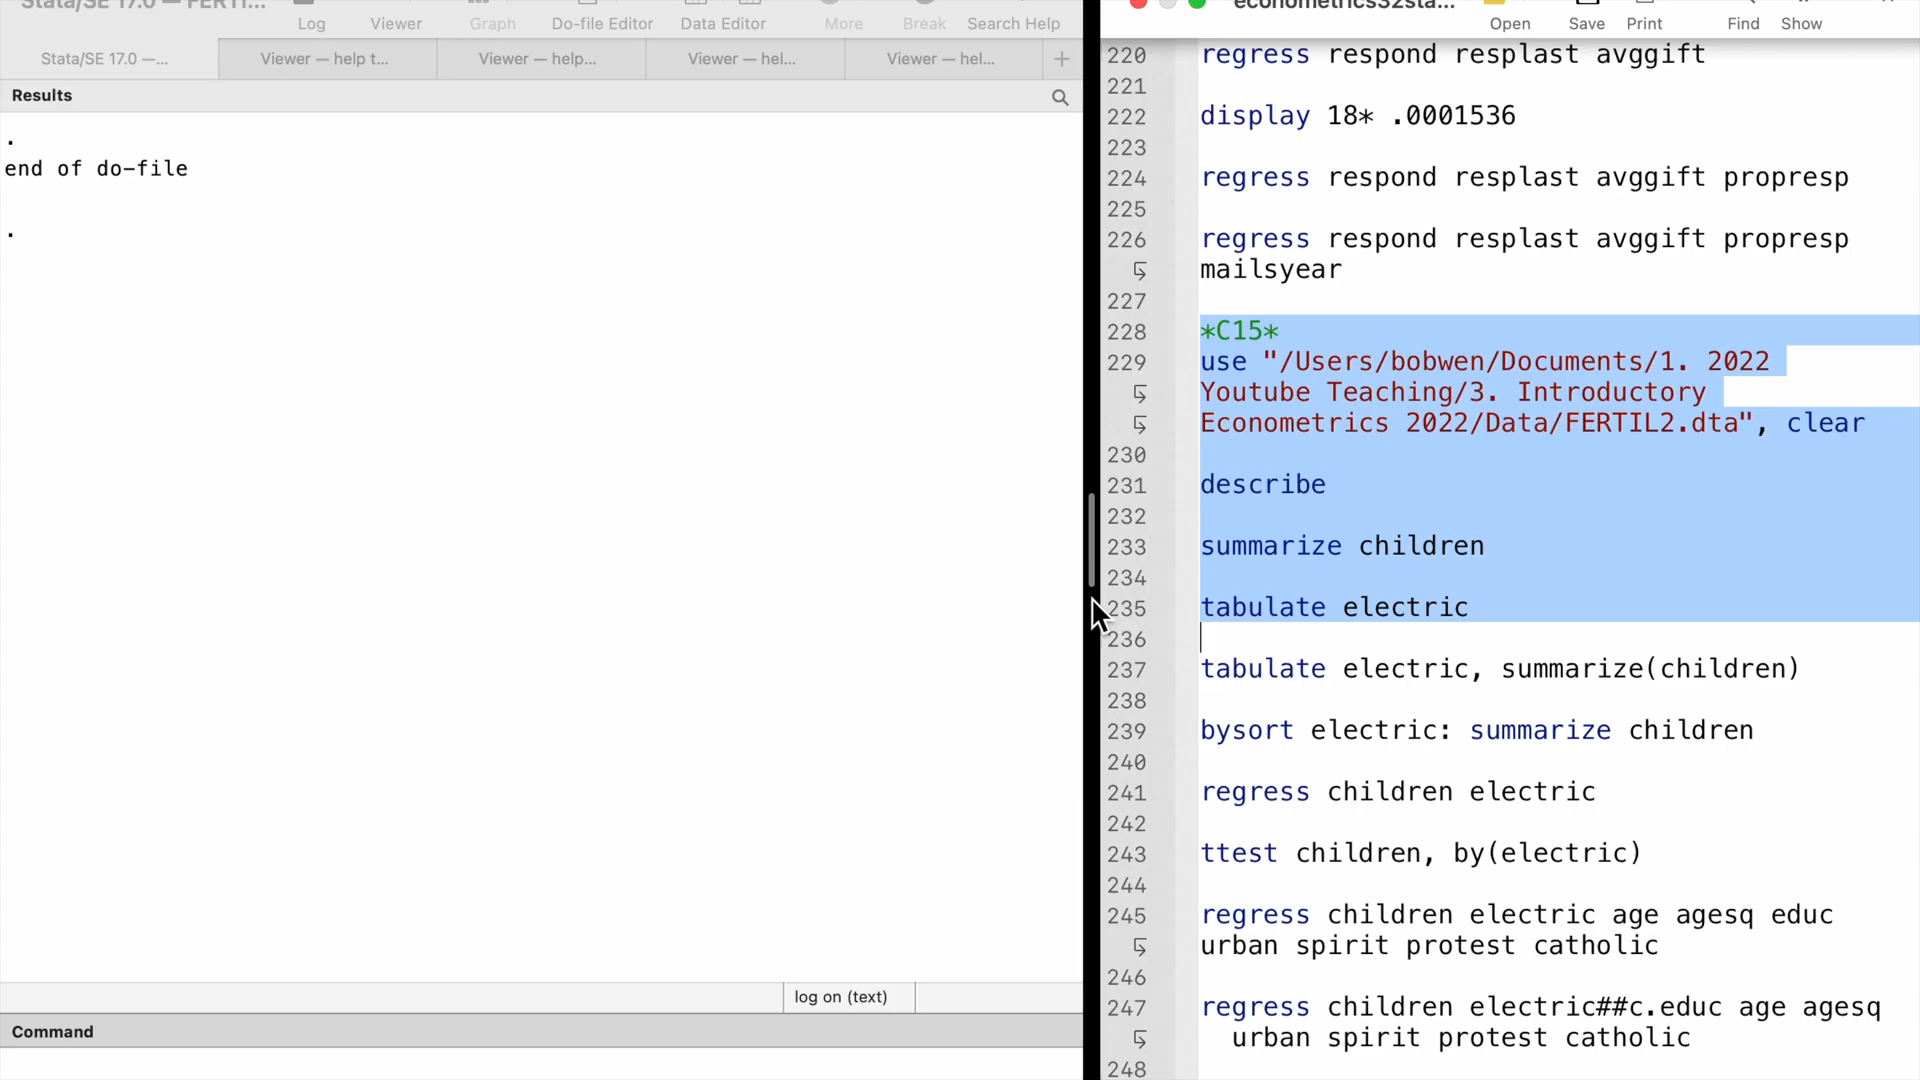 Stata/SE 17.0 — FERTI...
Log
Viewer
Graph
Do-file Editor
Data Editor
More
Break
Search Help
Stata/SE 17.0 —...
Viewer — help t...
Viewer — help...
Viewer — hel...
Viewer — hel...
+
Results
.
end of do-file
.
log on (text)
Command
econometrics32sta...
Open
Save
Print
Find
Show
220 regress respond resplast avggift
221
222 display 18* .0001536
223
224 regress respond resplast avggift propresp
225
226 regress respond resplast avggift propresp
mailsyear
227
228 *C15*
229 use "/Users/bobwen/Documents/1. 2022
Youtube Teaching/3. Introductory
Econometrics 2022/Data/FERTIL2.dta", clear
230
231 describe
232
233 summarize children
234
235 tabulate electric
236
237 tabulate electric, summarize(children)
238
239 bysort electric: summarize children
240
241 regress children electric
242
243 ttest children, by(electric)
244
245 regress children electric age agesq educ
urban spirit protest catholic
246
247 regress children electric##c.educ age agesq
urban spirit protest catholic
248